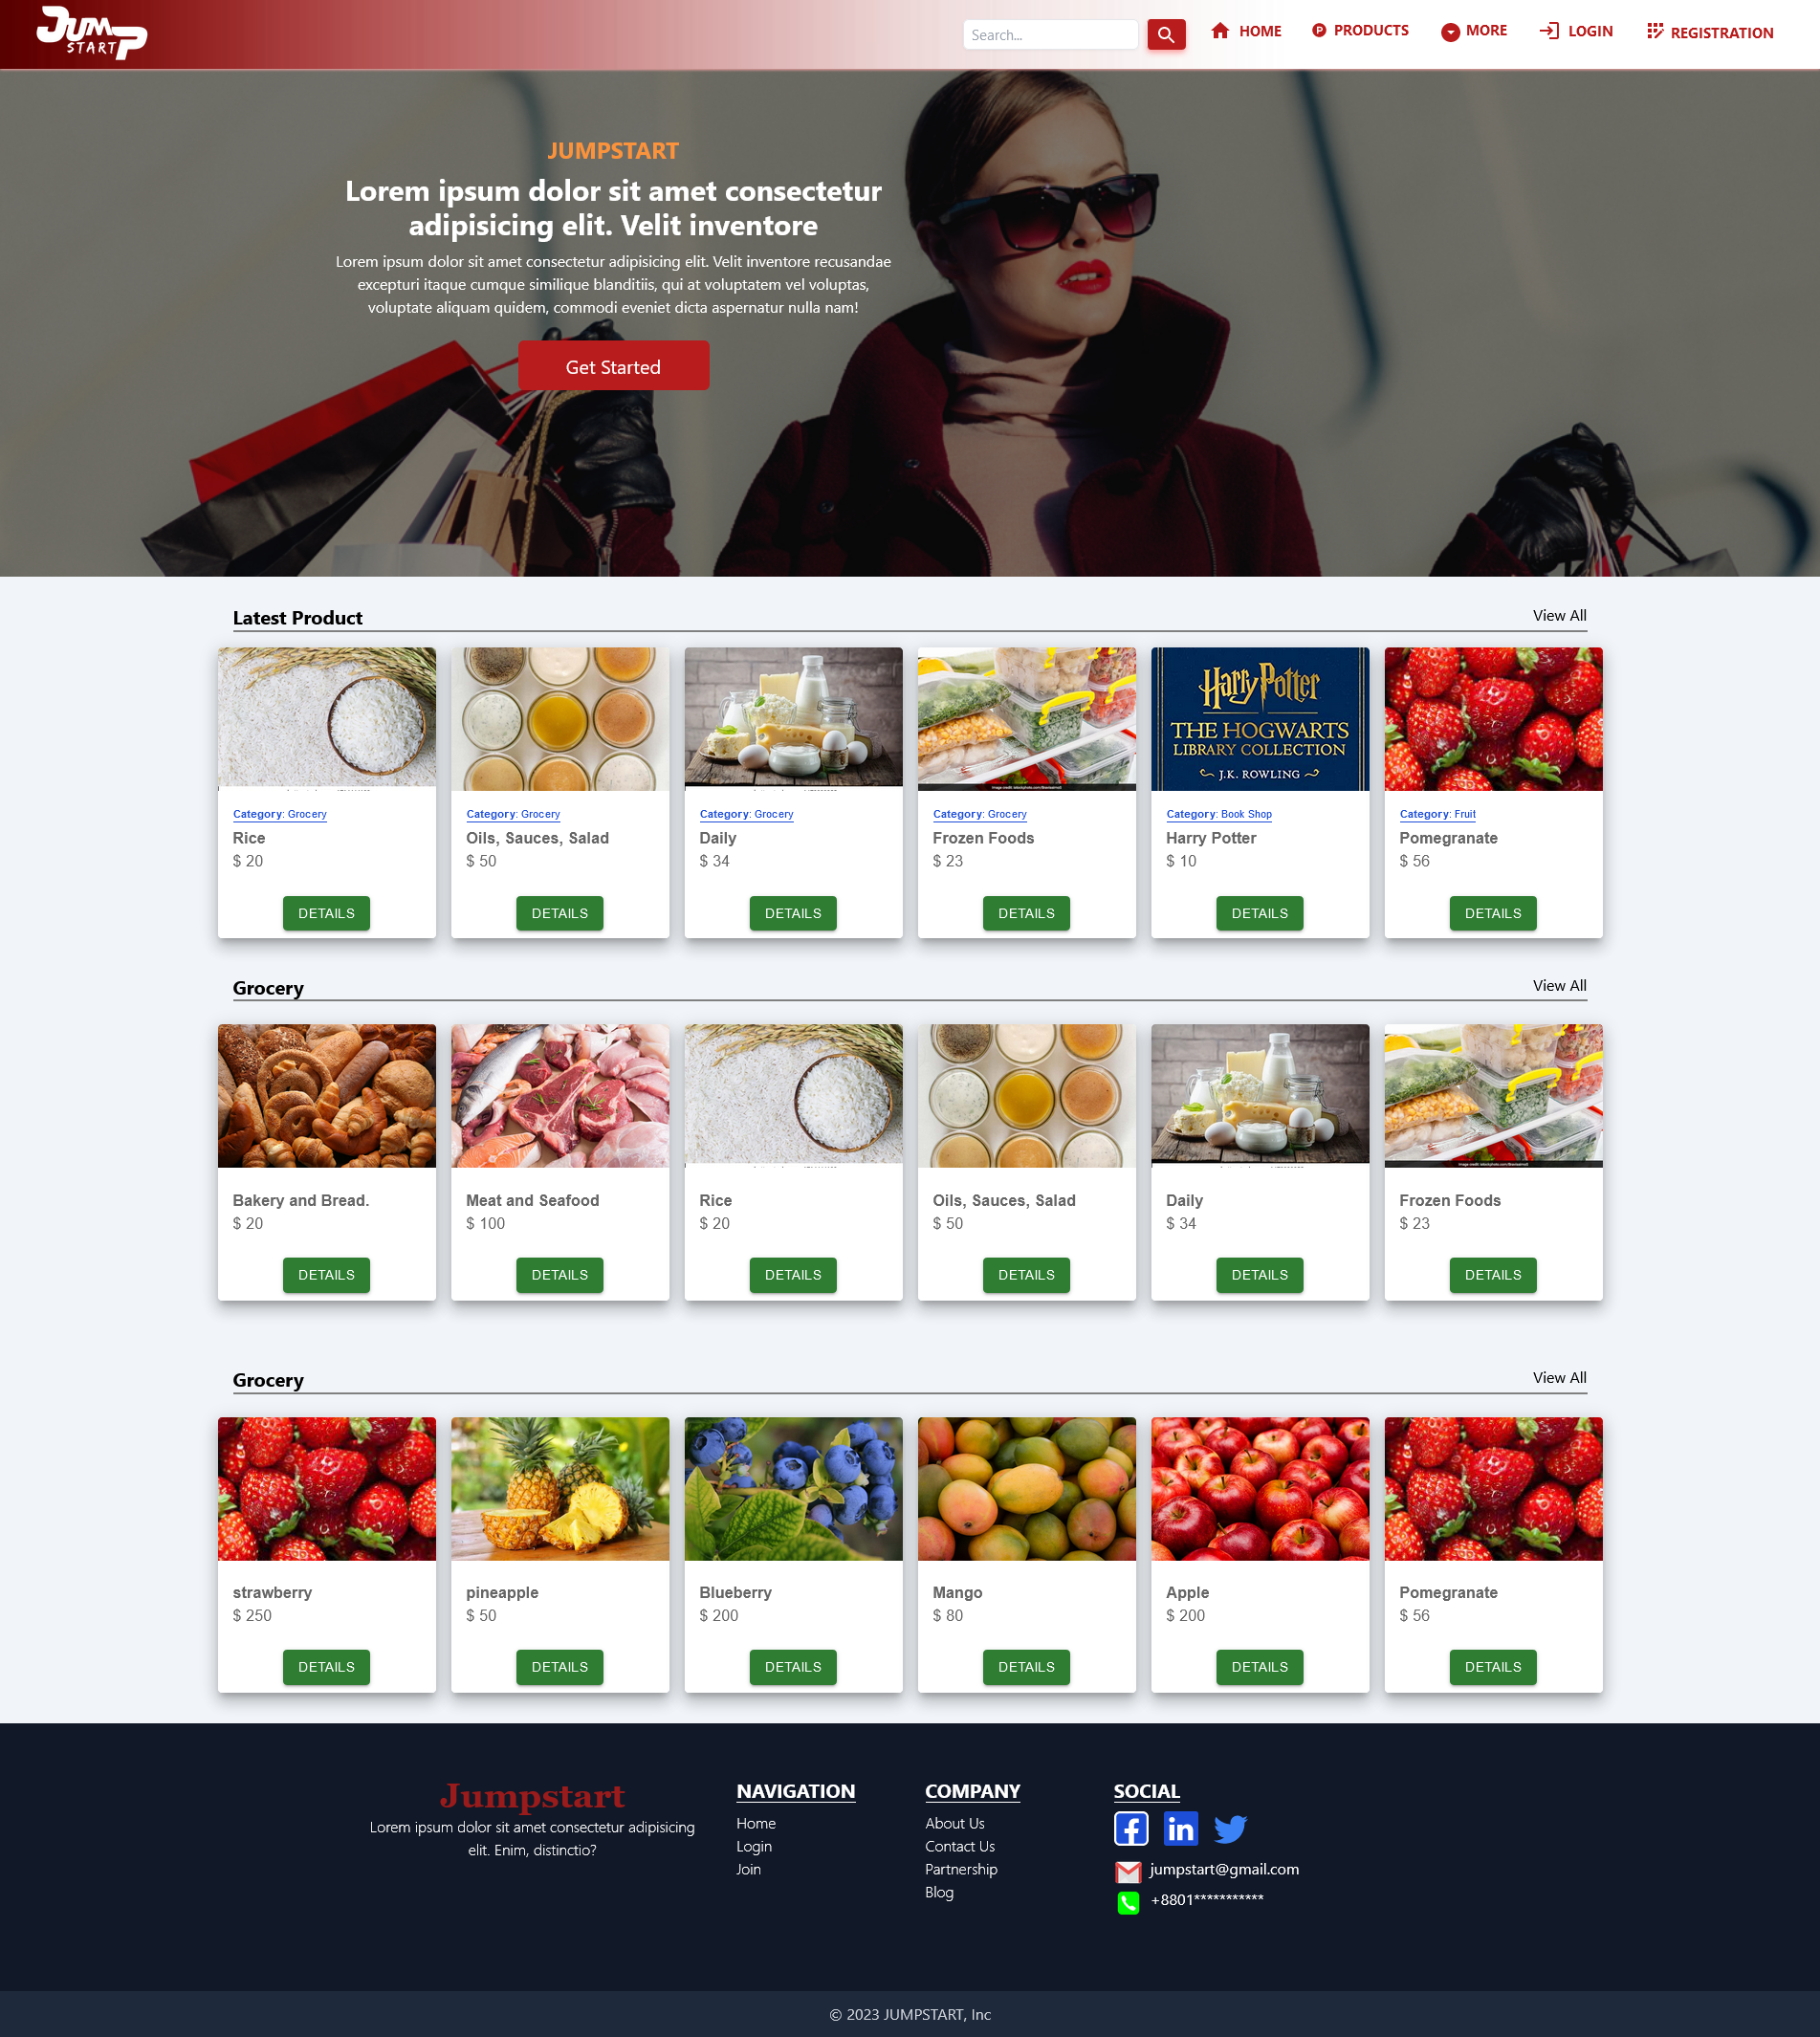 JUMP
START
Search...
HOME
PRODUCTS
MORE
LOGIN
REGISTRATION
JUMPSTART
Lorem ipsum dolor sit amet consectetur
adipisicing elit. Velit inventore
Lorem ipsum dolor sit amet consectetur adipisicing elit. Velit inventore recusandae
excepturi itaque cumque similique blanditiis, qui at voluptatem vel voluptas,
voluptate aliquam quidem, commodi eveniet dicta aspernatur nulla nam!
Get Started
Latest Product
View All
Harry Potter
THE HOGWARTS
LIBRARY COLLECTION
J.K. ROWLING
Category: Grocery
Rice
$ 20
DETAILS
Category: Grocery
Oils, Sauces, Salad
$ 50
DETAILS
Category: Grocery
Daily
$ 34
DETAILS
Category: Grocery
Frozen Foods
$ 23
DETAILS
Category: Book Shop
Harry Potter
$ 10
DETAILS
Category: Fruit
Pomegranate
$ 56
DETAILS
Grocery
View All
Bakery and Bread.
$ 20
DETAILS
Meat and Seafood
$ 100
DETAILS
Rice
$ 20
DETAILS
Oils, Sauces, Salad
$ 50
DETAILS
Daily
$ 34
DETAILS
Frozen Foods
$ 23
DETAILS
Grocery
View All
strawberry
$ 250
DETAILS
pineapple
$ 50
DETAILS
Blueberry
$ 200
DETAILS
Mango
$ 80
DETAILS
Apple
$ 200
DETAILS
Pomegranate
$ 56
DETAILS
Jumpstart
Lorem ipsum dolor sit amet consectetur adipisicing
elit. Enim, distinctio?
NAVIGATION
Home
Login
Join
COMPANY
About Us
Contact Us
Partnership
Blog
SOCIAL
jumpstart@gmail.com
+8801***********
© 2023 JUMPSTART, Inc